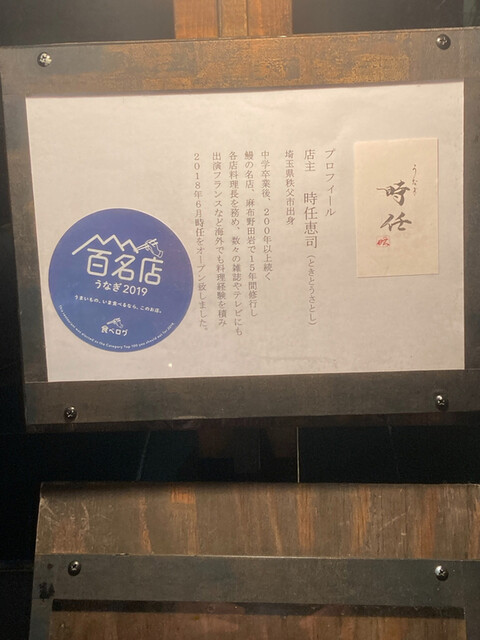 うなぎ
時任
プロフィール
店主　時任恵司（ときとうさとし）
埼玉県秩父市出身
中学卒業後、200年以上続く
鰻の名店、麻布野田岩で15年間修行し
各店料理長を務め、数々の雑誌やテレビにも
出演フランスなど海外でも料理経験を積み
2018年6月時任をオープン致しました。
百名店
うなぎ 2019
うまいもの、いま食べるなら、このお店。
食べログ